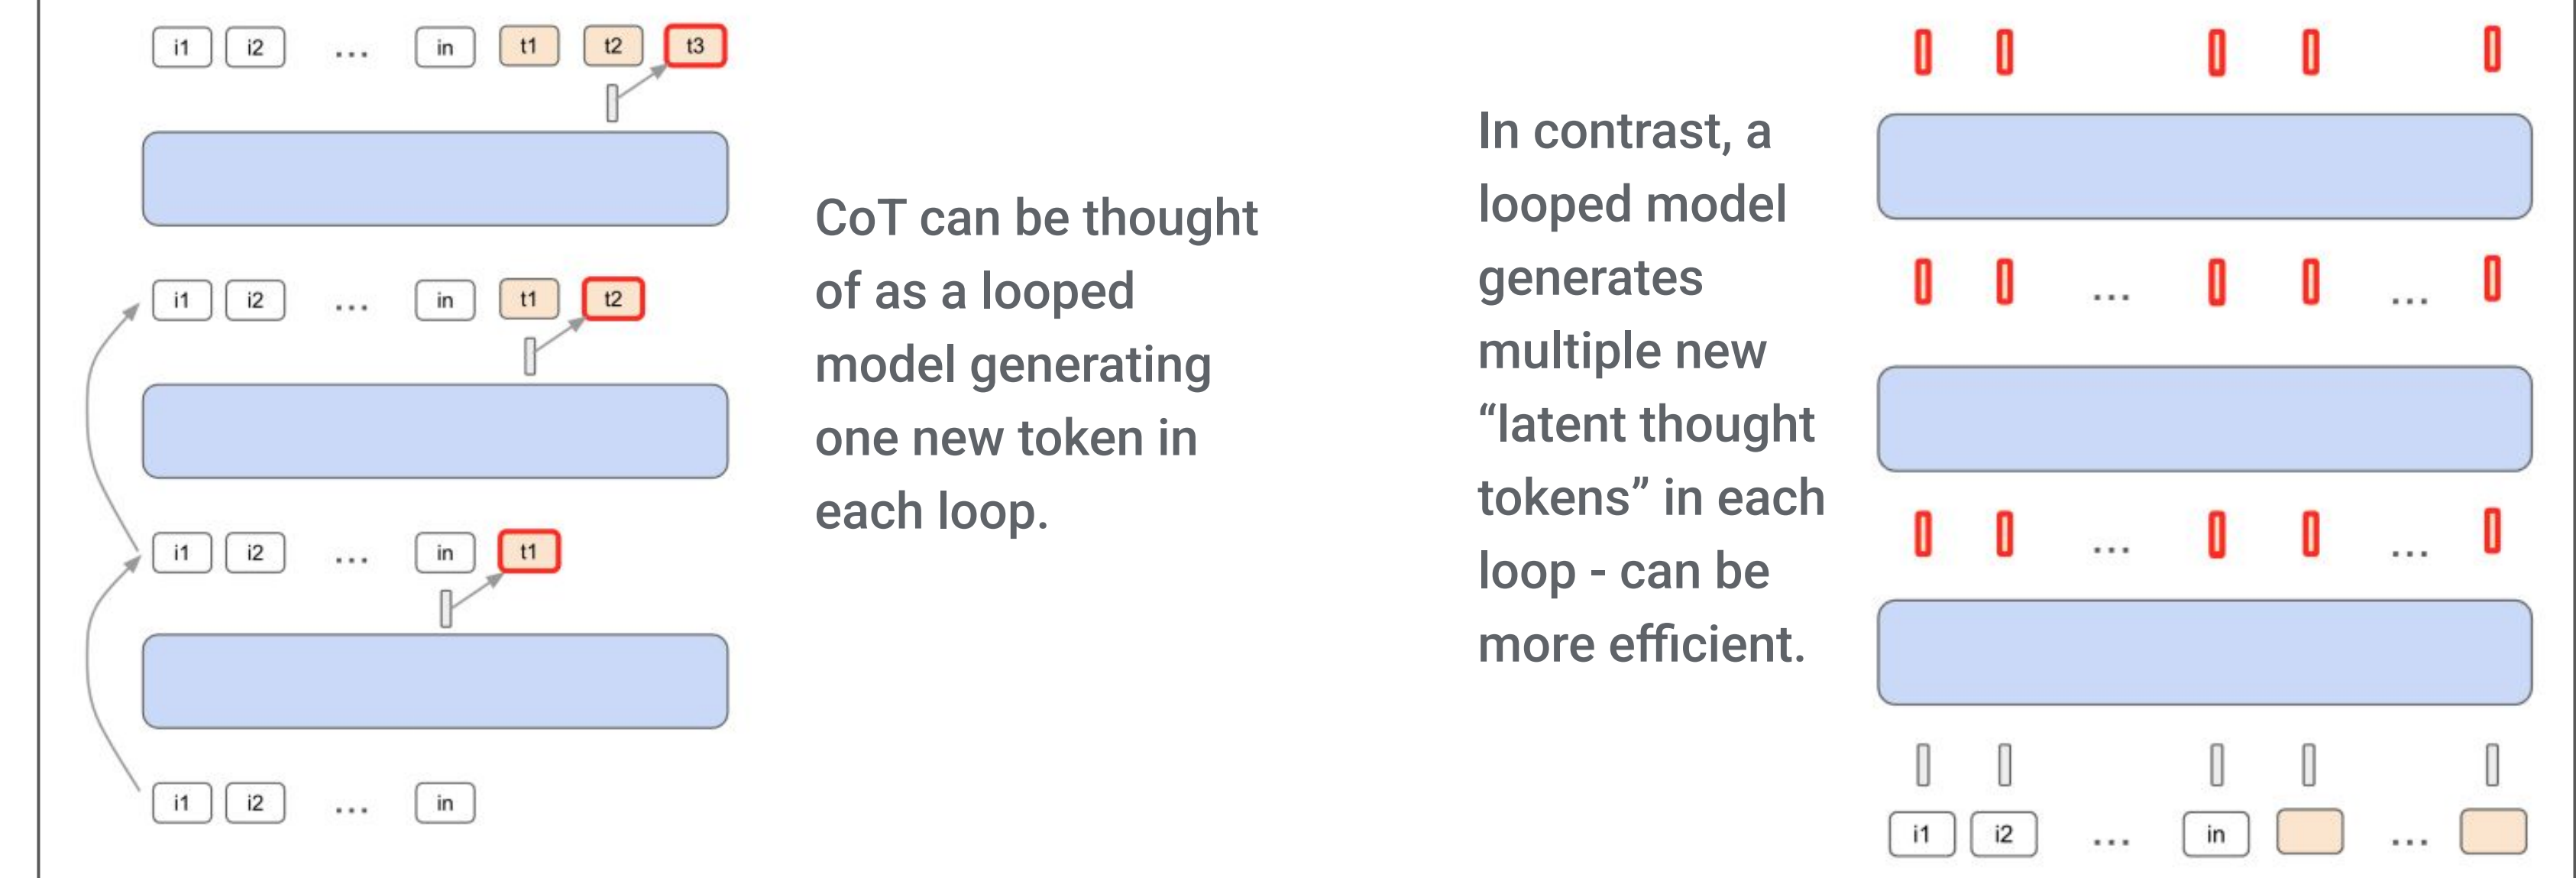 i1 i2 ... in t1 t2 t3
i1 i2 ... in t1 t2
i1 i2 ... in t1
i1 i2 ... in
CoT can be thought
of as a looped
model generating
one new token in
each loop.
In contrast, a
looped model
generates
multiple new
“latent thought
tokens” in each
loop - can be
more efficient.
... ...
... ...
i1 i2 ... in ...